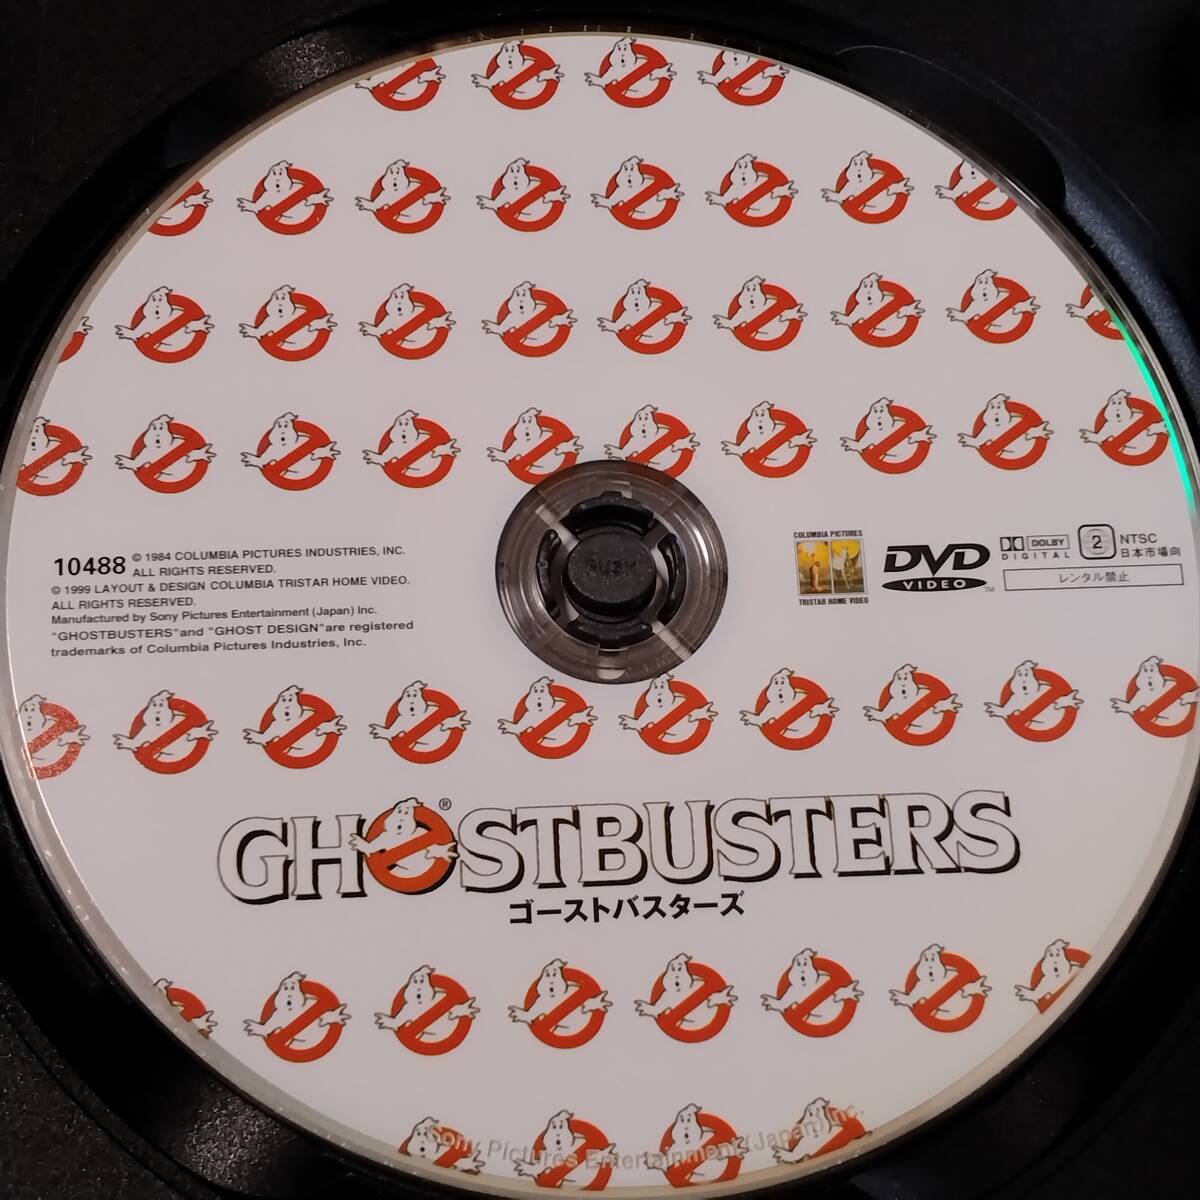 10488 © 1984 COLUMBIA PICTURES INDUSTRIES, INC.
ALL RIGHTS RESERVED.
© 1999 LAYOUT & DESIGN COLUMBIA TRISTAR HOME VIDEO.
ALL RIGHTS RESERVED.
Manufactured by Sony Pictures Entertainment (Japan) Inc.
"GHOSTBUSTERS"and "GHOST DESIGN"are registered
trademarks of Columbia Pictures Industries, Inc.
PUSH
COLUMBIA PICTURES
TRISTAR HOME VIDEO
DVD
VIDEO™
DOLBY
DIGITAL
2
NTSC
日本市場向
レンタル禁止
GHOSTBUSTERS®
ゴーストバスターズ
Sony Pictures Entertainment (Japan) Inc.